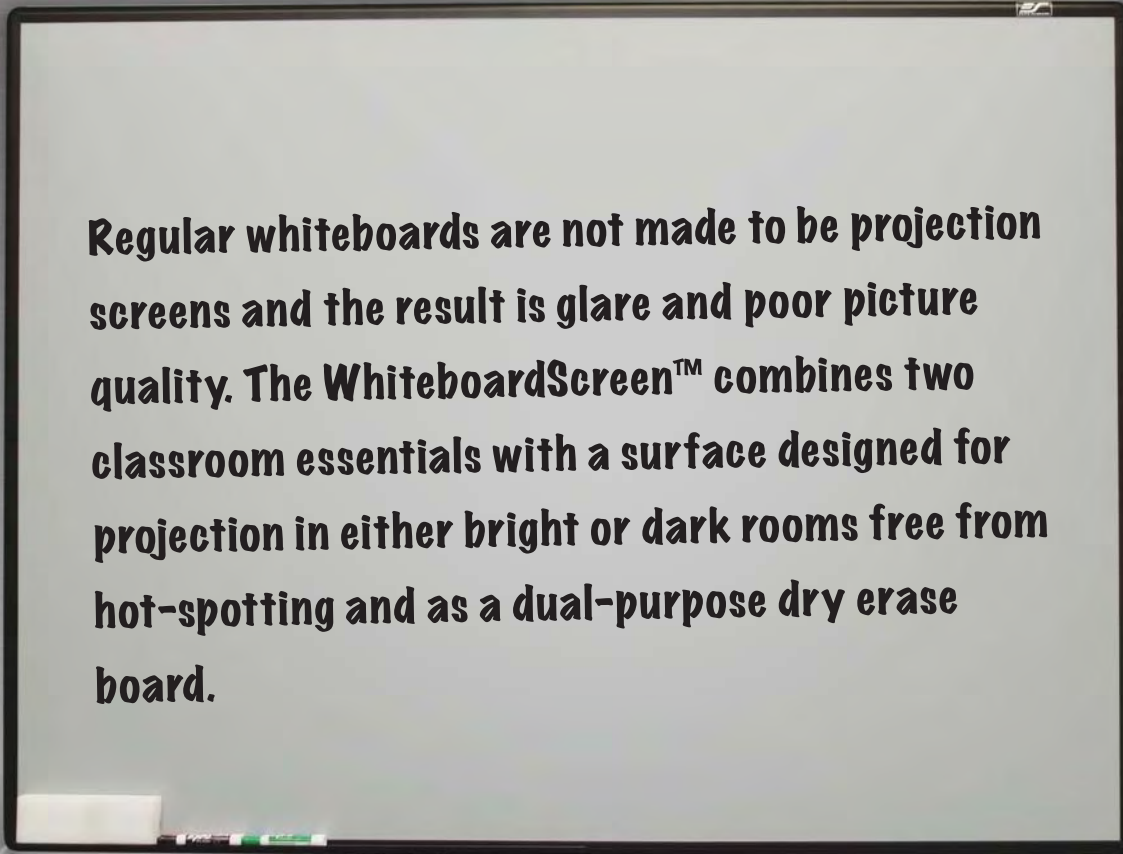 Regular whiteboards are not made to be projection
screens and the result is glare and poor picture
quality. The WhiteboardScreen™ combines two
classroom essentials with a surface designed for
projection in either bright or dark rooms free from
hot-spotting and as a dual-purpose dry erase
board.